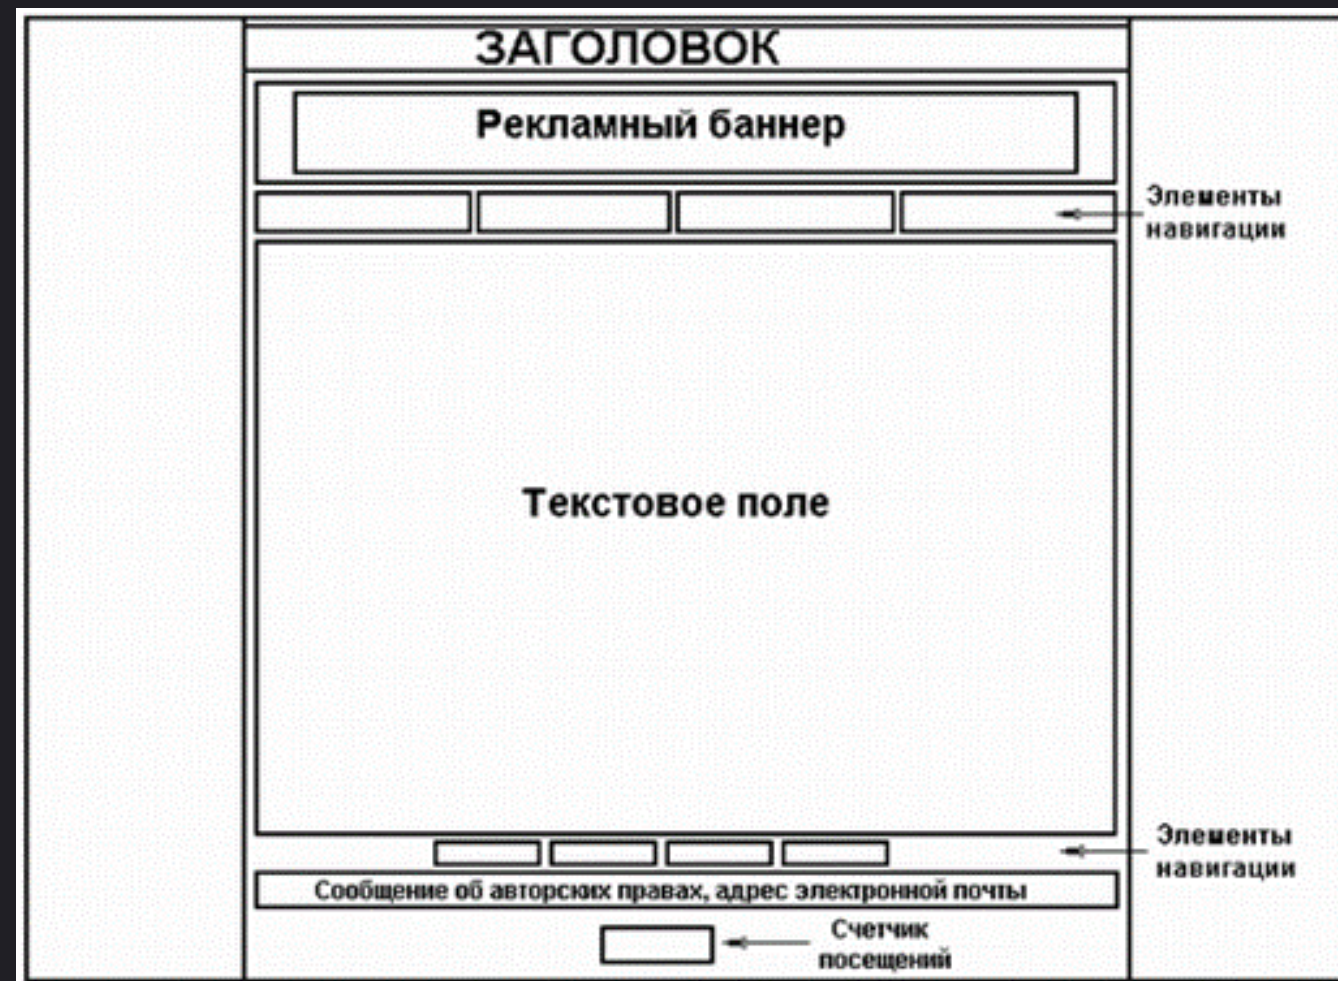 ЗАГОЛОВОК
Рекламный баннер
Элементы
навигации
Текстовое поле
Элементы
навигации
Сообщение об авторских правах, адрес электронной почты
Счетчик
посещений